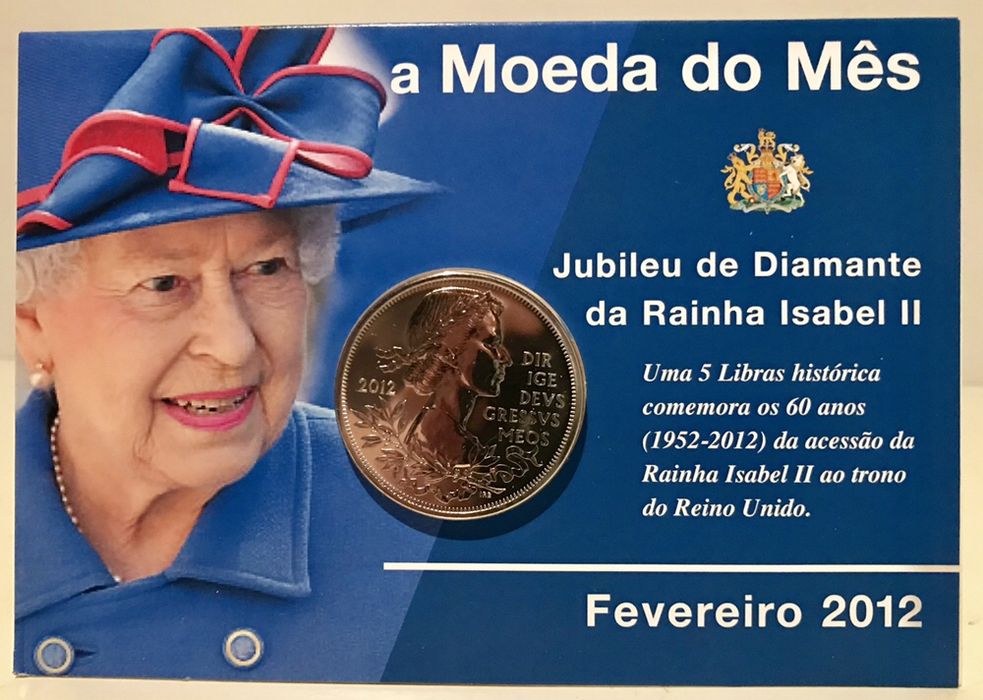 a Moeda do Mês
Jubileu de Diamante
da Rainha Isabel II
Uma 5 Libras histórica
comemora os 60 anos
(1952-2012) da acessão da
Rainha Isabel II ao trono
do Reino Unido.
2012
DIR
IGE
DEVS
GRESSVS
MEOS
IRB
Fevereiro 2012